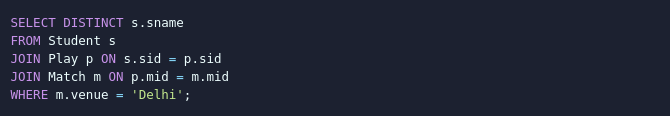 SELECT DISTINCT s.sname
FROM Student s
JOIN Play p ON s.sid = p.sid
JOIN Match m ON p.mid = m.mid
WHERE m.venue = 'Delhi';